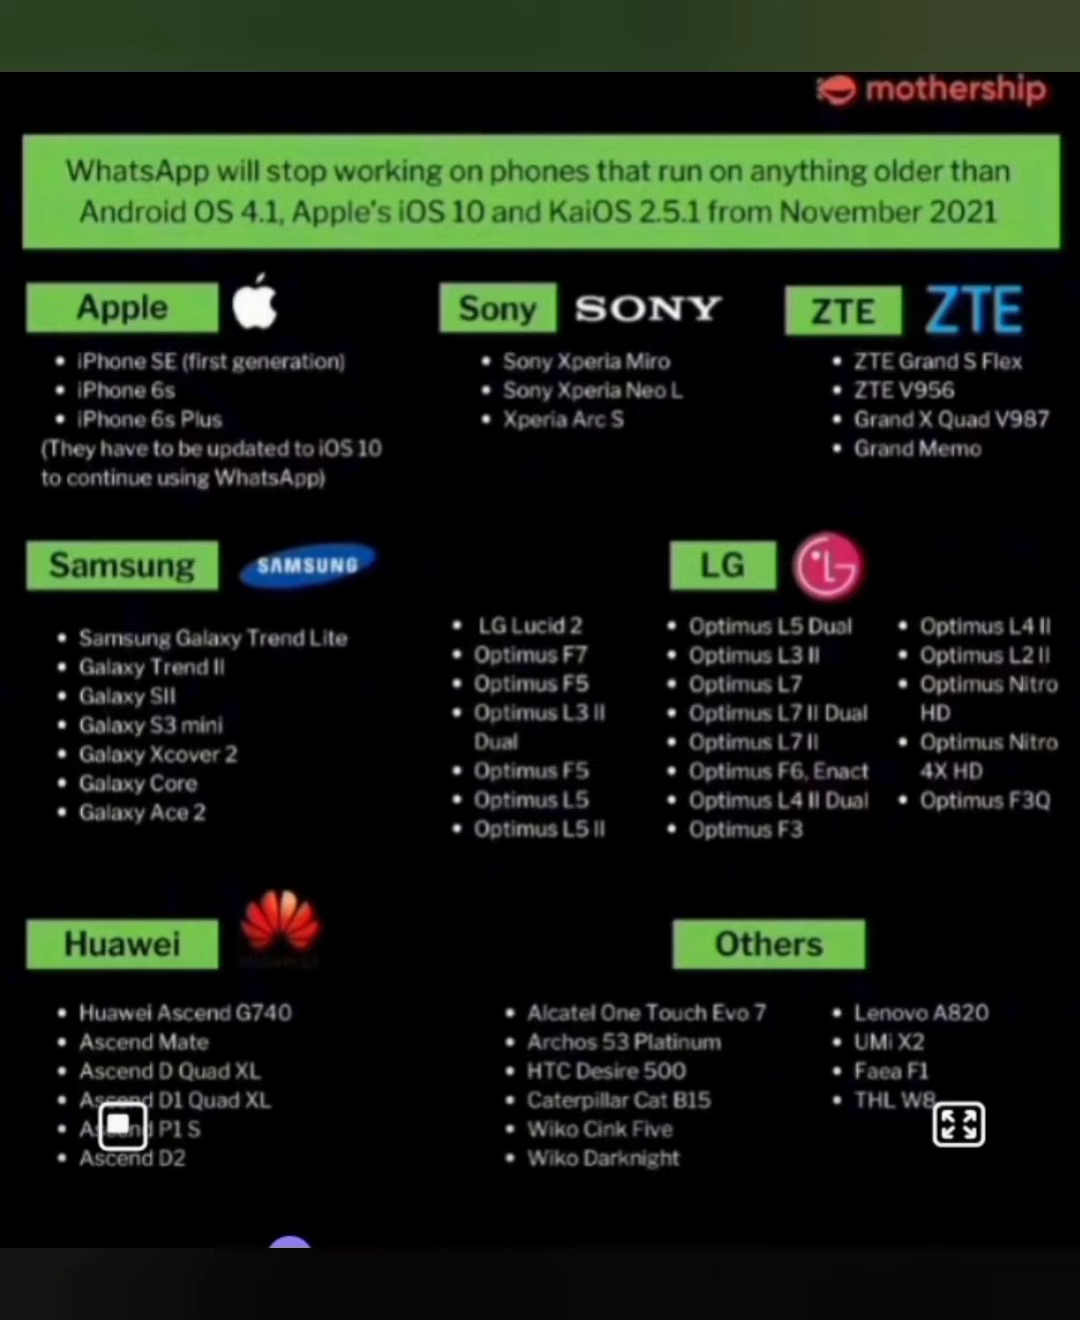 mothership
WhatsApp will stop working on phones that run on anything older than
Android OS 4.1, Apple's iOS 10 and KaiOS 2.5.1 from November 2021
Apple
iPhone SE (first generation)
iPhone 6s
iPhone 6s Plus
(They have to be updated to iOS 10
to continue using WhatsApp)
Sony SONY
Sony Xperia Miro
Sony Xperia Neo L
Xperia Arc S
ZTE ZTE
ZTE Grand S Flex
ZTE V956
Grand X Quad V987
Grand Memo
Samsung SAMSUNG
Samsung Galaxy Trend Lite
Galaxy Trend II
Galaxy SII
Galaxy S3 mini
Galaxy Xcover 2
Galaxy Core
Galaxy Ace 2
LG LG
LG Lucid 2
Optimus F7
Optimus F5
Optimus L3 II
Dual
Optimus F5
Optimus L5
Optimus L5 II
Optimus L5 Dual
Optimus L3 II
Optimus L7
Optimus L7 II Dual
Optimus L7 II
Optimus F6, Enact
Optimus L4 II Dual
Optimus F3
Optimus L4 II
Optimus L2 II
Optimus Nitro
HD
Optimus Nitro
4X HD
Optimus F3Q
Huawei
Huawei Ascend G740
Ascend Mate
Ascend D Quad XL
Ascend D1 Quad XL
P1 S
Ascend D2
Others
Alcatel One Touch Evo 7
Archos 53 Platinum
HTC Desire 500
Caterpillar Cat B15
Wiko Cink Five
Wiko Darknight
Lenovo A820
UMi X2
Faea F1
THL W8